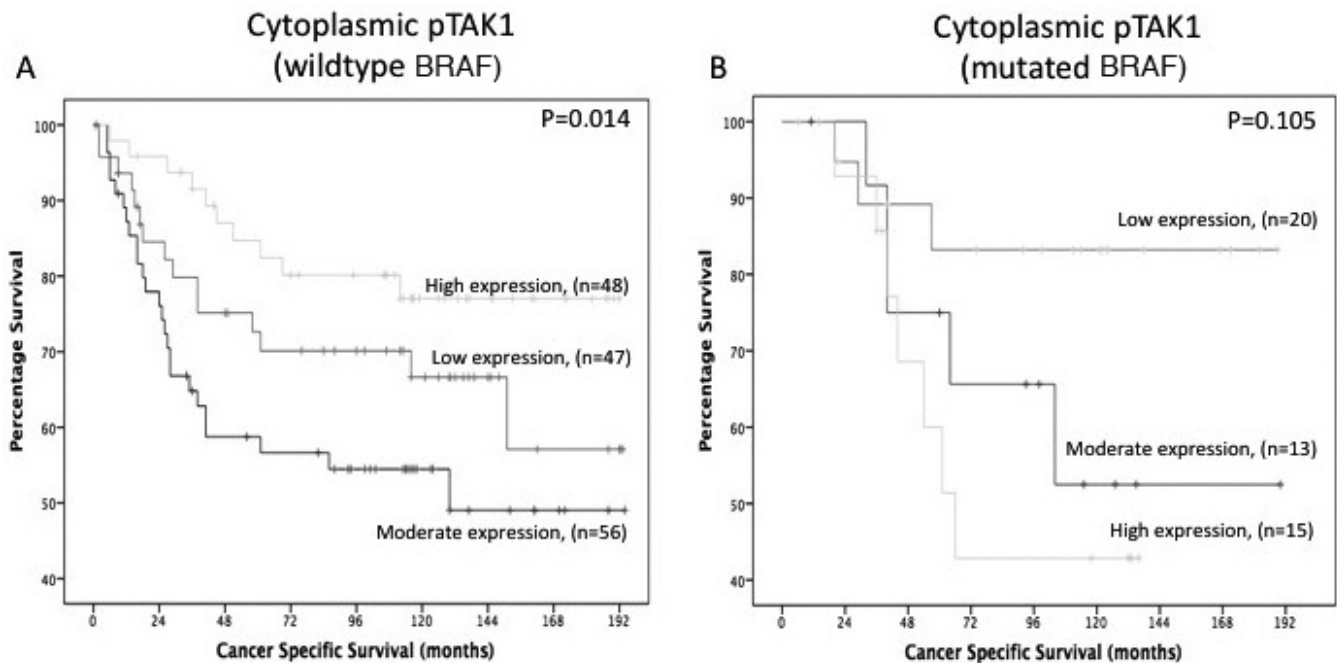 Cytoplasmic pTAK1
(wildtype BRAF)
A
P=0.014
100
90
80
70
60
50
40
Percentage Survival
High expression, (n=48)
Low expression, (n=47)
Moderate expression, (n=56)
0 24 48 72 96 120 144 168 192
Cancer Specific Survival (months)
Cytoplasmic pTAK1
(mutated BRAF)
B
P=0.105
100
90
80
70
60
50
40
Percentage Survival
Low expression, (n=20)
Moderate expression, (n=13)
High expression, (n=15)
0 24 48 72 96 120 144 168 192
Cancer Specific Survival (months)